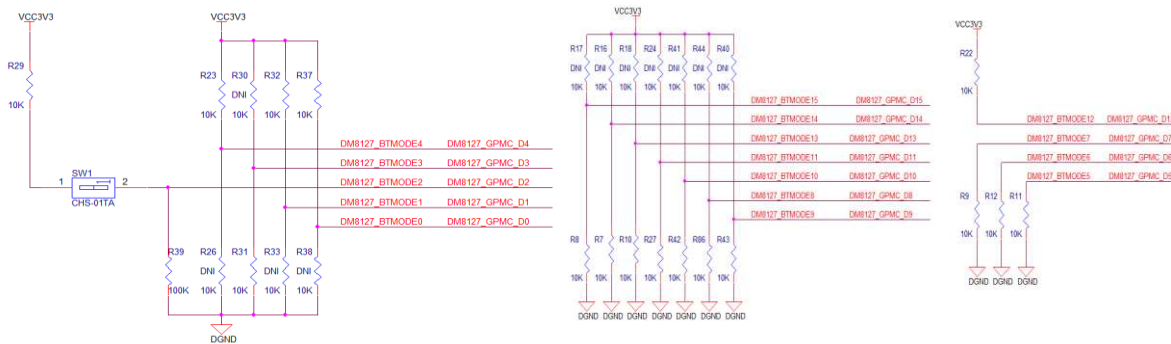 VCC3V3
VCC3V3
R29
10K
R23
10K
R30
DNI
10K
R32
10K
R37
10K
DM8127_BTMODE4 DM8127_GPMC_D4
DM8127_BTMODE3 DM8127_GPMC_D3
DM8127_BTMODE2 DM8127_GPMC_D2
DM8127_BTMODE1 DM8127_GPMC_D1
DM8127_BTMODE0 DM8127_GPMC_D0
SW1
1 2
CHS-01TA
R39
100K
R26
DNI
10K
R31
10K
R33
DNI
10K
R38
DNI
10K
DGND
VCC3V3
R17
DNI
10K
R16
DNI
10K
R18
DNI
10K
R24
DNI
10K
R41
DNI
10K
R44
DNI
10K
R40
DNI
10K
DM8127_BTMODE15 DM8127_GPMC_D15
DM8127_BTMODE14 DM8127_GPMC_D14
DM8127_BTMODE13 DM8127_GPMC_D13
DM8127_BTMODE11 DM8127_GPMC_D11
DM8127_BTMODE10 DM8127_GPMC_D10
DM8127_BTMODE8 DM8127_GPMC_D8
DM8127_BTMODE9 DM8127_GPMC_D9
R8
10K
R7
10K
R10
10K
R27
10K
R42
10K
R86
10K
R43
10K
DGND DGND DGND DGND DGND DGND DGND
VCC3V3
R22
10K
DM8127_BTMODE12
DM8127_BTMODE7
DM8127_BTMODE6
DM8127_BTMODE5
R9
10K
R12
10K
R11
10K
DGND DGND DGND